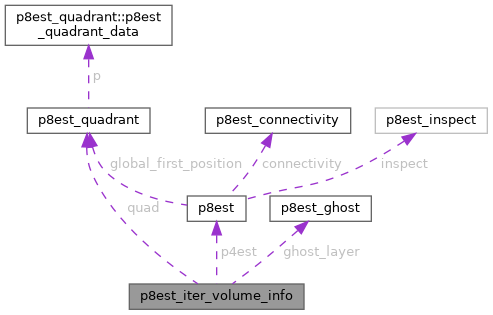 p8est_quadrant::p8est
_quadrant_data
p
p8est_quadrant
p8est_connectivity
p8est_inspect
global_first_position
connectivity
inspect
quad
p8est
p8est_ghost
p4est
ghost_layer
p8est_iter_volume_info